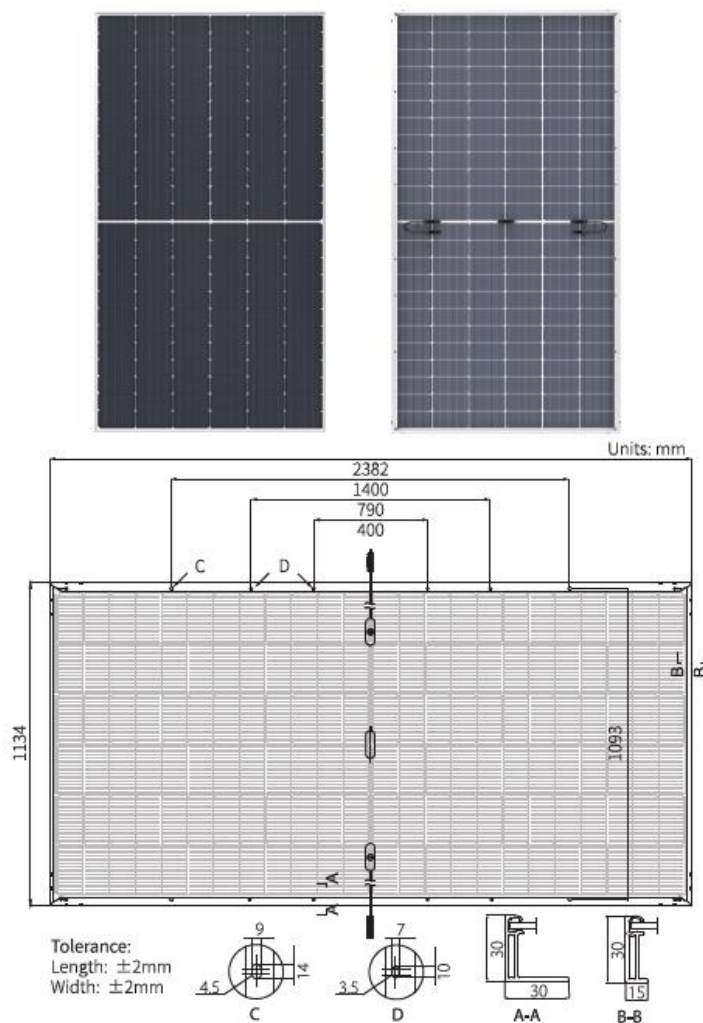 Units: mm
2382
1400
790
400
C
D
B
B
1134
1093
A
A
Tolerance:
Length: ±2mm
Width: ±2mm
9
14
4.5
C
7
10
3.5
D
30
30
A-A
30
15
B-B